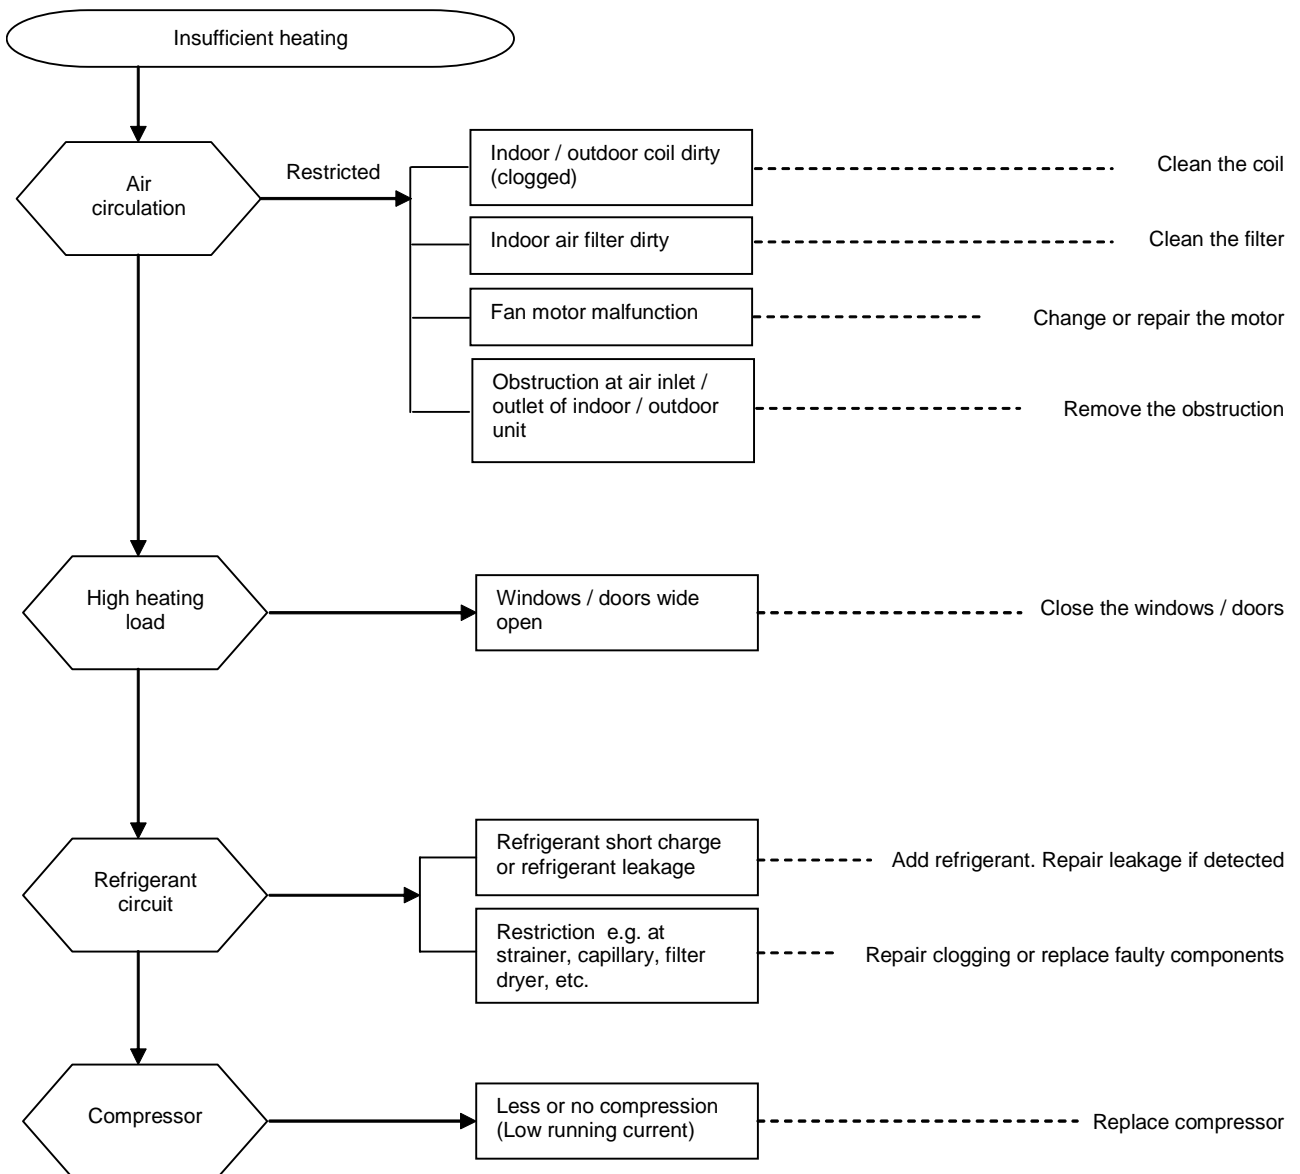 Insufficient heating
Air
circulation
Restricted
Indoor / outdoor coil dirty
(clogged)
Clean the coil
Indoor air filter dirty
Clean the filter
Fan motor malfunction
Change or repair the motor
Obstruction at air inlet /
outlet of indoor / outdoor
unit
Remove the obstruction
High heating
load
Windows / doors wide
open
Close the windows / doors
Refrigerant
circuit
Refrigerant short charge
or refrigerant leakage
Add refrigerant. Repair leakage if detected
Restriction  e.g. at
strainer, capillary, filter
dryer, etc.
Repair clogging or replace faulty components
Compressor
Less or no compression
(Low running current)
Replace compressor